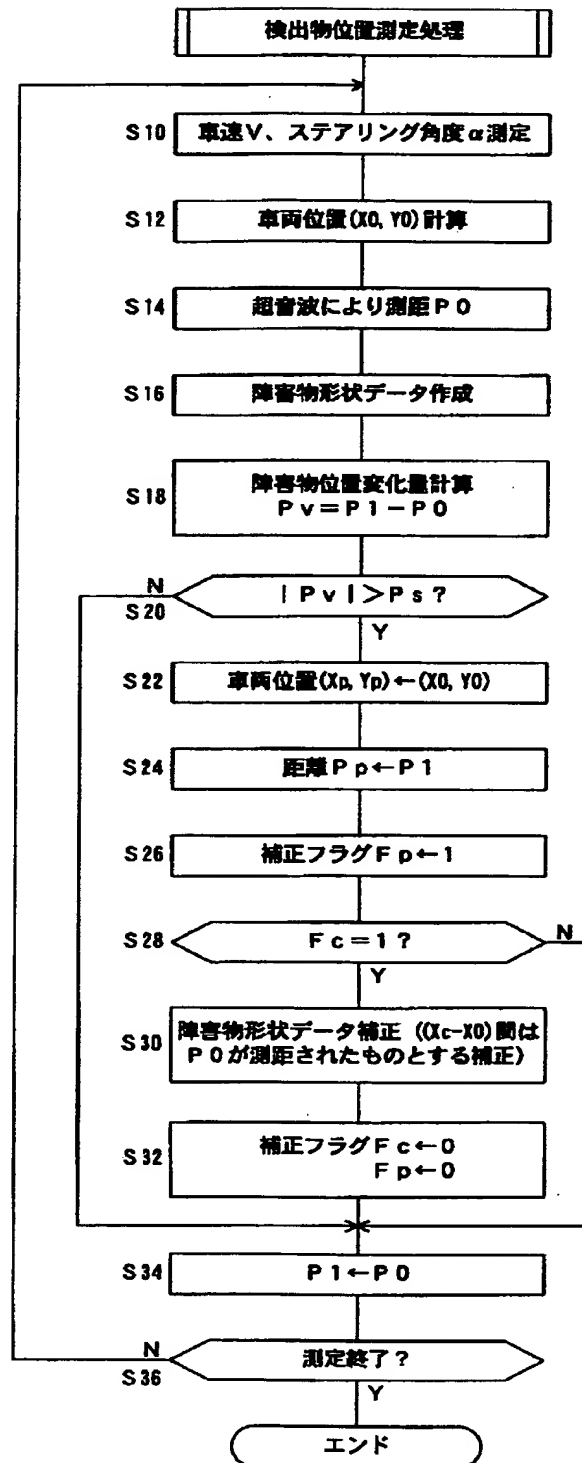 検出物位置測定処理
S10
車速V、ステアリング角度α測定
S12
車両位置(X0, Y0)計算
S14
超音波により測距P0
S16
障害物形状データ作成
S18
障害物位置変化量計算
Pv=P1-P0
N
S20
|Pv|>Ps?
Y
S22
車両位置(Xp, Yp)←(X0, Y0)
S24
距離Pp←P1
S26
補正フラグFp←1
S28
Fc=1?
N
Y
S30
障害物形状データ補正((Xc-X0)間は
P0が測距されたものとする補正)
S32
補正フラグFc←0
Fp←0
S34
P1←P0
N
S36
測定終了?
Y
エンド